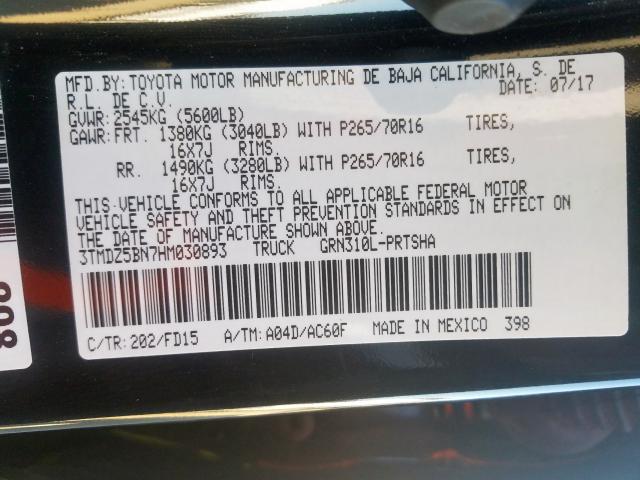 MFD.BY:TOYOTA MOTOR MANUFACTURING DE BAJA CALIFORNIA, S. DE
R.L. DE C.V. DATE: 07/17
GVWR:2545KG (5600LB)
GAWR:FRT. 1380KG (3040LB) WITH P265/70R16 TIRES,
16X7J RIMS.
RR. 1490KG (3280LB) WITH P265/70R16 TIRES,
16X7J RIMS.
THIS VEHICLE CONFORMS TO ALL APPLICABLE FEDERAL MOTOR
VEHICLE SAFETY AND THEFT PREVENTION STANDARDS IN EFFECT ON
THE DATE OF MANUFACTURE SHOWN ABOVE.
3TMDZ5BN7HM030893 TRUCK GRN310L-PRTSHA
C/TR:202/FD15 A/TM:A04D/AC60F MADE IN MEXICO 398